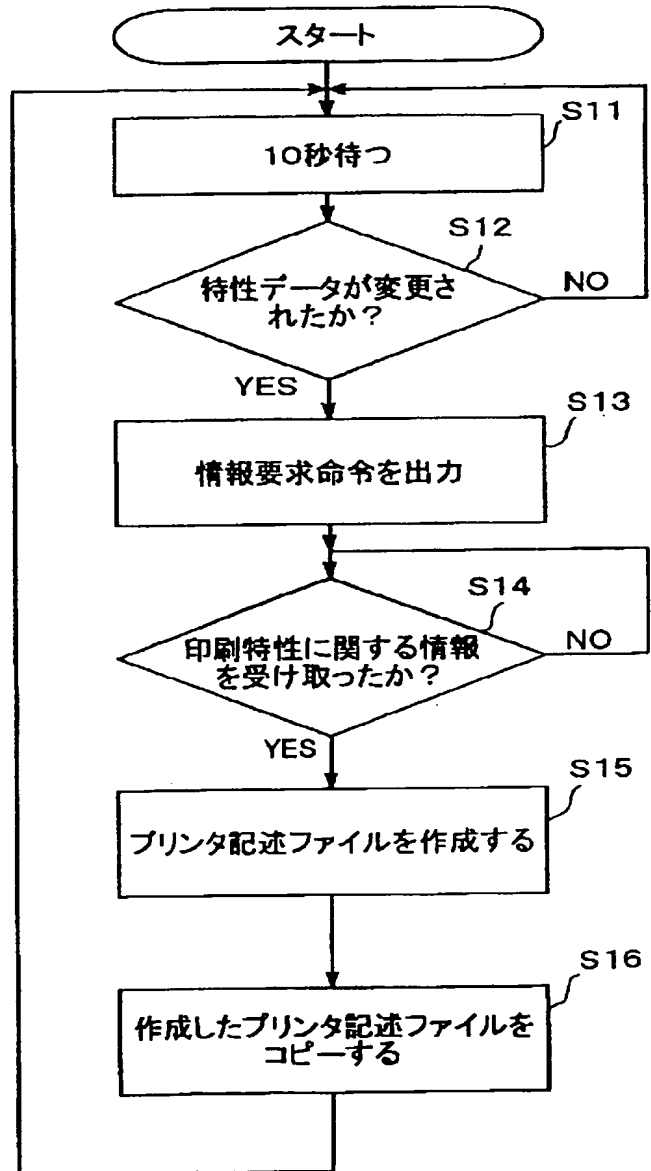 スタート
S11
10秒待つ
S12
特性データが変更さ
れたか？
NO
YES
S13
情報要求命令を出力
S14
印刷特性に関する情報
を受け取ったか？
NO
YES
S15
プリンタ記述ファイルを作成する
S16
作成したプリンタ記述ファイルを
コピーする